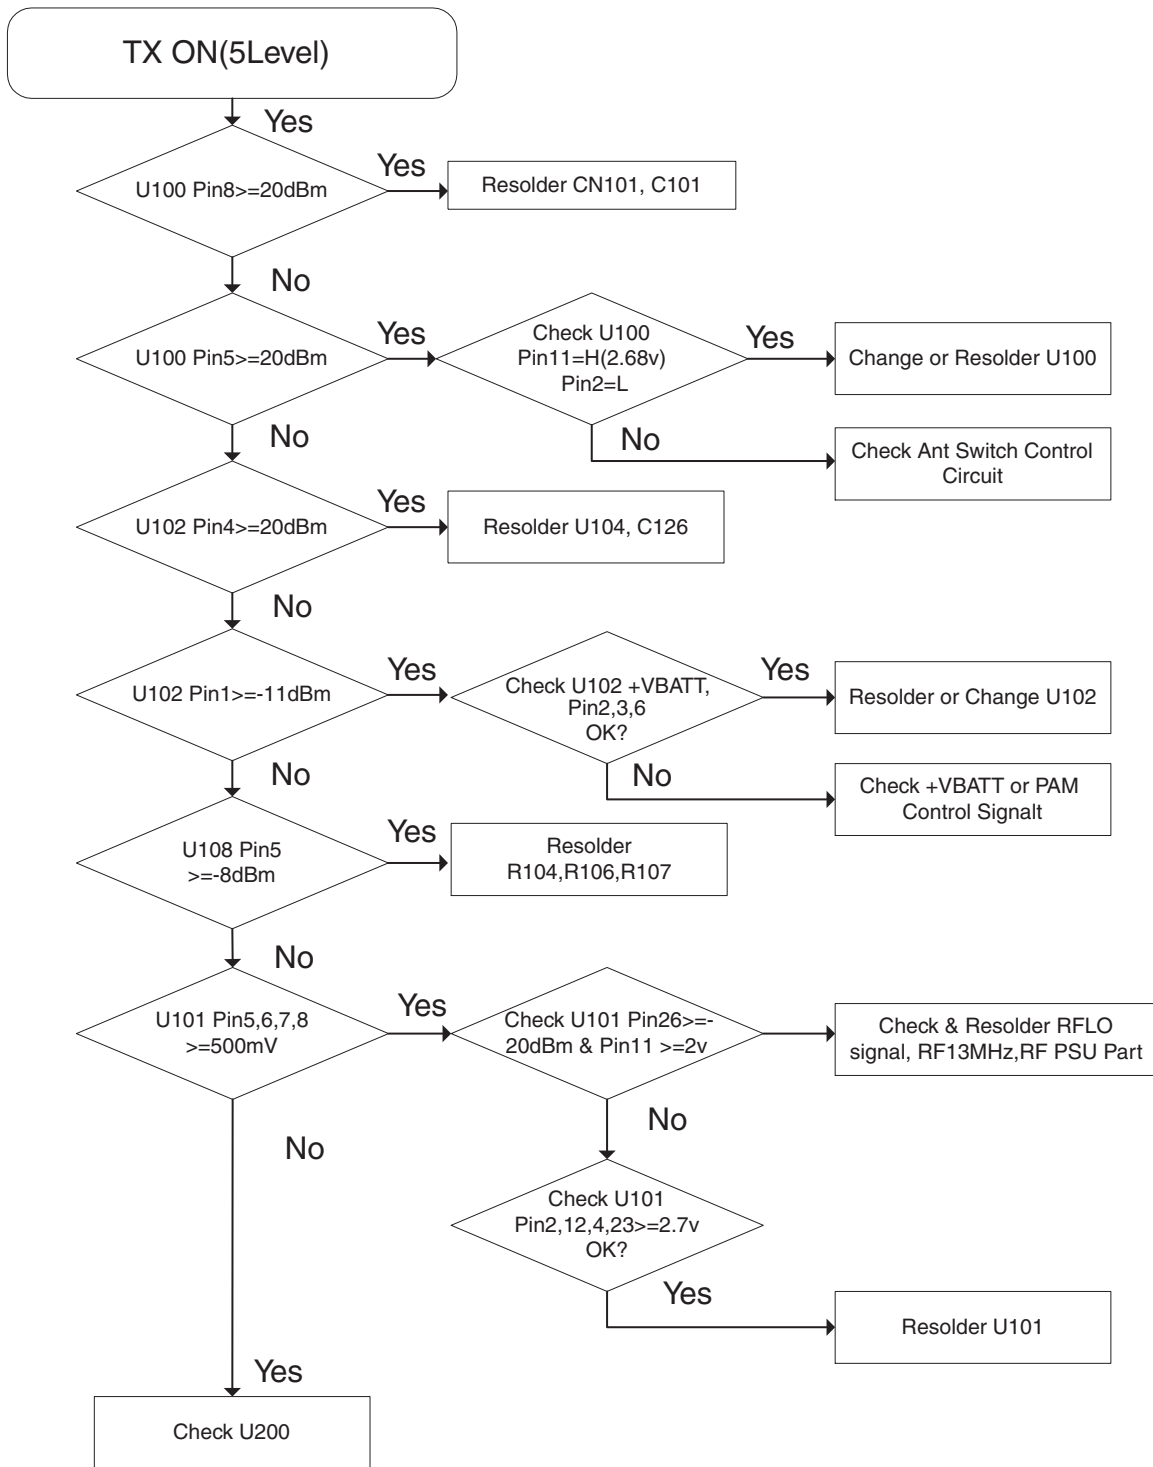 TX ON(5Level)
Yes
U100 Pin8>=20dBm
Yes
Resolder CN101, C101
No
U100 Pin5>=20dBm
Yes
Check U100
Pin11=H(2.68v)
Pin2=L
Yes
Change or Resolder U100
No
Check Ant Switch Control
Circuit
No
U102 Pin4>=20dBm
Yes
Resolder U104, C126
No
U102 Pin1>=-11dBm
Yes
Check U102 +VBATT,
Pin2,3,6
OK?
Yes
Resolder or Change U102
No
Check +VBATT or PAM
Control Signalt
No
U108 Pin5
>=-8dBm
Yes
Resolder
R104,R106,R107
No
U101 Pin5,6,7,8
>=500mV
Yes
Check U101 Pin26>=-
20dBm & Pin11 >=2v
Check & Resolder RFLO
signal, RF13MHz,RF PSU Part
No
No
Check U101
Pin2,12,4,23>=2.7v
OK?
Yes
Resolder U101
Yes
Check U200